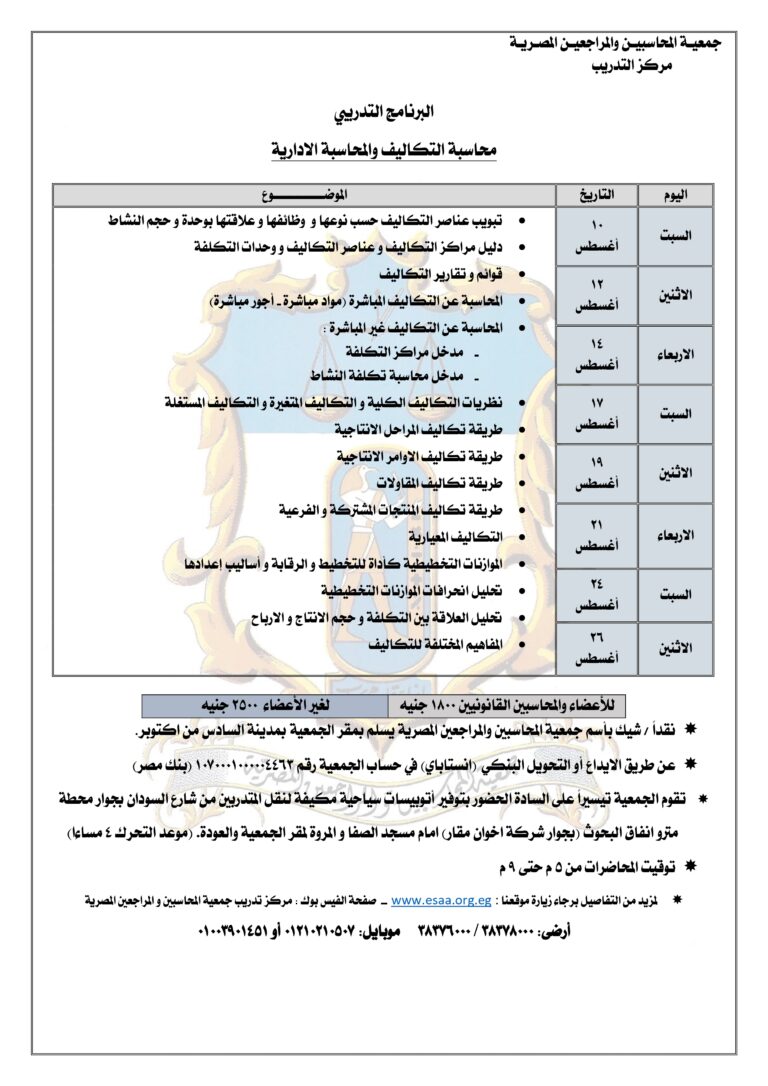 جمعية المحاسبين والمراجعين المصرية
مركز التدريب
البرنامج التدريبي
محاسبة التكاليف والمحاسبة الادارية
اليوم التاريخ الموضـــــــوع
السبت ١٠ أغسطس
الاثنين ١٢ أغسطس
الاربعاء ١٤ أغسطس
السبت ١٧ أغسطس
الاثنين ١٩ أغسطس
الاربعاء ٢١ أغسطس
السبت ٢٤ أغسطس
الاثنين ٢٦ أغسطس
• تبويب عناصر التكاليف حسب نوعها و وظائفها و علاقتها بوحدة و حجم النشاط
• دليل مراكز التكاليف و عناصر التكاليف و وحدات التكلفة
• قوائم و تقارير التكاليف
• المحاسبة عن التكاليف المباشرة (مواد مباشرة - أجور مباشرة)
• المحاسبة عن التكاليف غير المباشرة :
- مدخل مراكز التكلفة
- مدخل محاسبة تكلفة النشاط
• نظريات التكاليف الكلية و التكاليف المتغيرة و التكاليف المستغلة
• طريقة تكاليف المراحل الانتاجية
• طريقة تكاليف الاوامر الانتاجية
• طريقة تكاليف المقاولات
• طريقة تكاليف المنتجات المشتركة و الفرعية
• التكاليف المعيارية
• الموازنات التخطيطية كأداة للتخطيط و الرقابة و أساليب إعدادها
• تحليل انحرافات الموازنات التخطيطية
• تحليل العلاقة بين التكلفة و حجم الانتاج و الارباح
• المفاهيم المختلفة للتكاليف
للأعضاء والمحاسبين القانونيين ١٨٠٠ جنيه لغير الأعضاء ٢٥٠٠ جنيه
نقداً / شيك بأسم جمعية المحاسبين والمراجعين المصرية يسلم بمقر الجمعية بمدينة السادس من اكتوبر.
عن طريق الايداع أو التحويل البنكي (انستاباي) في حساب الجمعية رقم ١٠٧٠٠٠١٠٠٠٠٠٤٤٦٢ (بنك مصر)
تقوم الجمعية تيسيراً على السادة الحضور بتوفير أتوبيسات سياحية مكيفة لنقل المتدربين من شارع السودان بجوار محطة
مترو انفاق البحوث (بجوار شركة اخوان مقار) امام مسجد الصفا و المروة لمقر الجمعية والعودة. (موعد التحرك ٤ مساءا)
توقيت المحاضرات من ٥ م حتى ٩ م
لمزيد من التفاصيل برجاء زيارة موقعنا : www.esaa.org.eg - صفحة الفيس بوك : مركز تدريب جمعية المحاسبين و المراجعين المصرية
أرضى: ٣٨٣٧٨٠٠٠ / ٣٨٣٧٦٠٠٠ موبايل: ٠١٢١٠٢١٠٥٠٧ أو ٠١٠٠٣٩٠١٤٥١